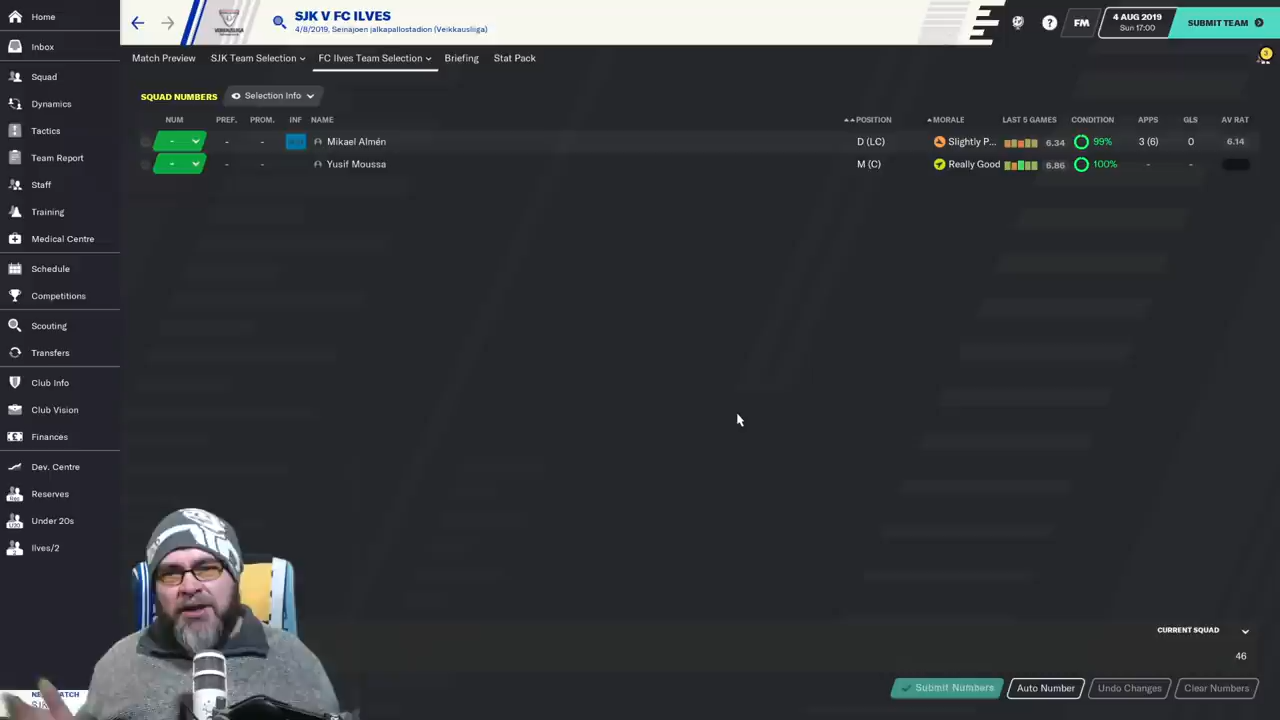 Home
Inbox
Squad
Dynamics
Tactics
Team Report
Staff
Training
Medical Centre
Schedule
Competitions
Scouting
Transfers
Club Info
Club Vision
Finances
Dev. Centre
Reserves
Under 20s
Ilves/2
SJK V FC ILVES
4/8/2019, Seinäjoen jalkapallostadion (Veikkausliiga)
FM
4 AUG 2019
Sun 17:00
SUBMIT TEAM
3
Match Preview SJK Team Selection FC Ilves Team Selection Briefing Stat Pack
SQUAD NUMBERS Selection Info
NUM PREF. PROM. INF NAME POSITION MORALE LAST 5 GAMES CONDITION APPS GLS AV RAT
- - - Mikael Almén D (LC) Slightly P... 6.34 99% 3 (6) 0 6.14
- - - Yusif Moussa M (C) Really Good 6.86 100% - -
CURRENT SQUAD
46
Submit Numbers Auto Number Undo Changes Clear Numbers